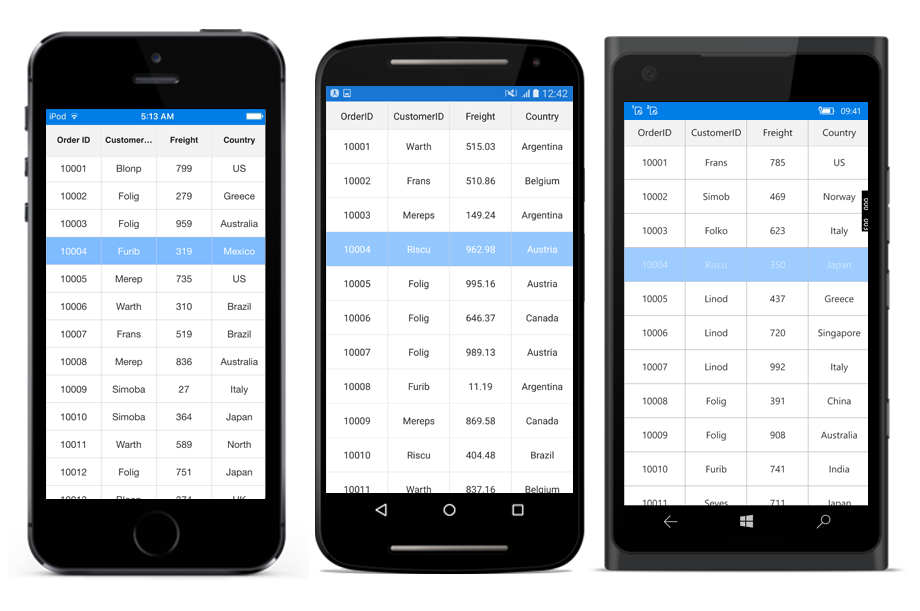 iPod 5:13 AM
Order ID Customer... Freight Country
10001 Blonp 799 US
10002 Folig 279 Greece
10003 Folig 959 Australia
10004 Furib 319 Mexico
10005 Merep 735 US
10006 Warth 310 Brazil
10007 Frans 519 Brazil
10008 Merep 836 Australia
10009 Simoba 27 Italy
10010 Simoba 364 Japan
10011 Warth 589 North
10012 Folig 751 Japan
10013 Blonp 374 UK
12:42
OrderID CustomerID Freight Country
10001 Warth 515.03 Argentina
10002 Frans 510.86 Belgium
10003 Mereps 149.24 Argentina
10004 Riscu 962.98 Austria
10005 Folig 995.16 Austria
10006 Folig 646.37 Canada
10007 Folig 989.13 Austria
10008 Furib 11.19 Argentina
10009 Mereps 869.58 Canada
10010 Riscu 404.48 Brazil
10011 Warth 837.16 Belgium
09:41
OrderID CustomerID Freight Country
10001 Frans 785 US
10002 Simob 469 Norway
10003 Folko 623 Italy
10004 Riscu 350 Japan
10005 Linod 437 Greece
10006 Linod 720 Singapore
10007 Linod 992 Italy
10008 Folig 391 China
10009 Folig 908 Australia
10010 Furib 741 India
10011 Seves 711 Japan
000
003